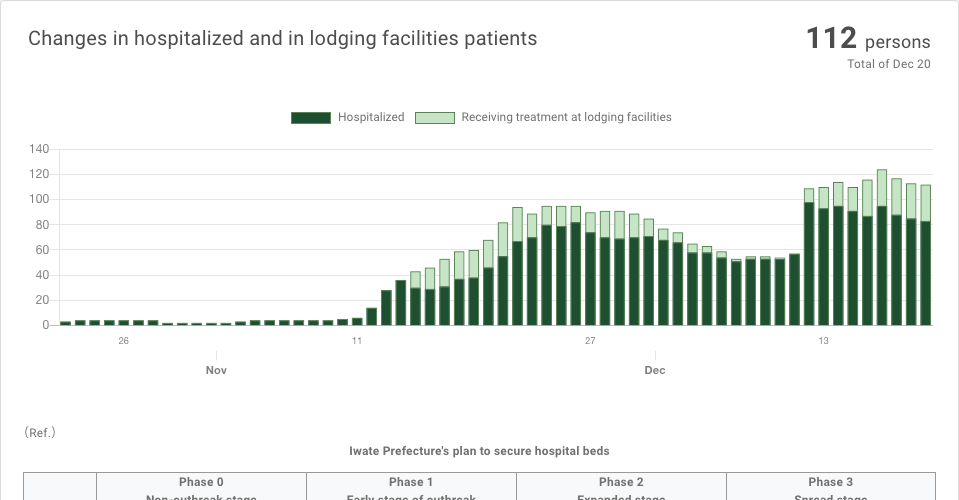 Changes in hospitalized and in lodging facilities patients
112 persons
Total of Dec 20
Hospitalized
Receiving treatment at lodging facilities
140
120
100
80
60
40
20
0
26
11
27
13
Nov
Dec
(Ref.)
Iwate Prefecture's plan to secure hospital beds
Phase 0
Phase 1
Phase 2
Phase 3
Non-outbreak stage
Early stage of outbreak
Expanded stage
Spread stage